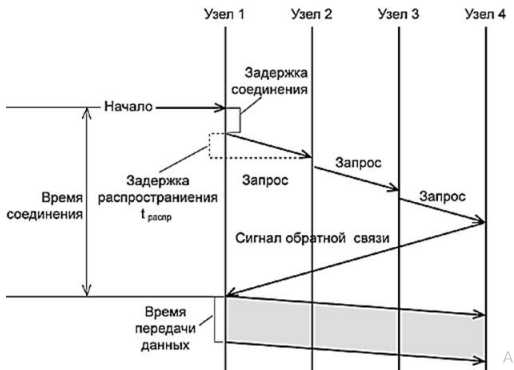 Узел 1 Узел 2 Узел 3 Узел 4
Задержка
соединения
Начало
Запрос
Задержка
распространиения
t распр
Запрос
Запрос
Время
соединения
Сигнал обратной связи
Время
передачи
данных
А